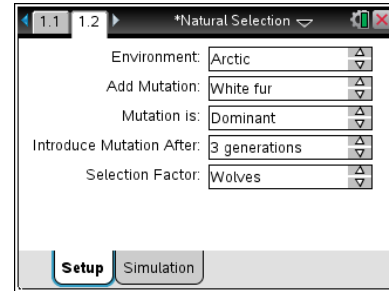 1.1 1.2 *Natural Selection
Environment: Arctic
Add Mutation: White fur
Mutation is: Dominant
Introduce Mutation After: 3 generations
Selection Factor: Wolves
Setup Simulation